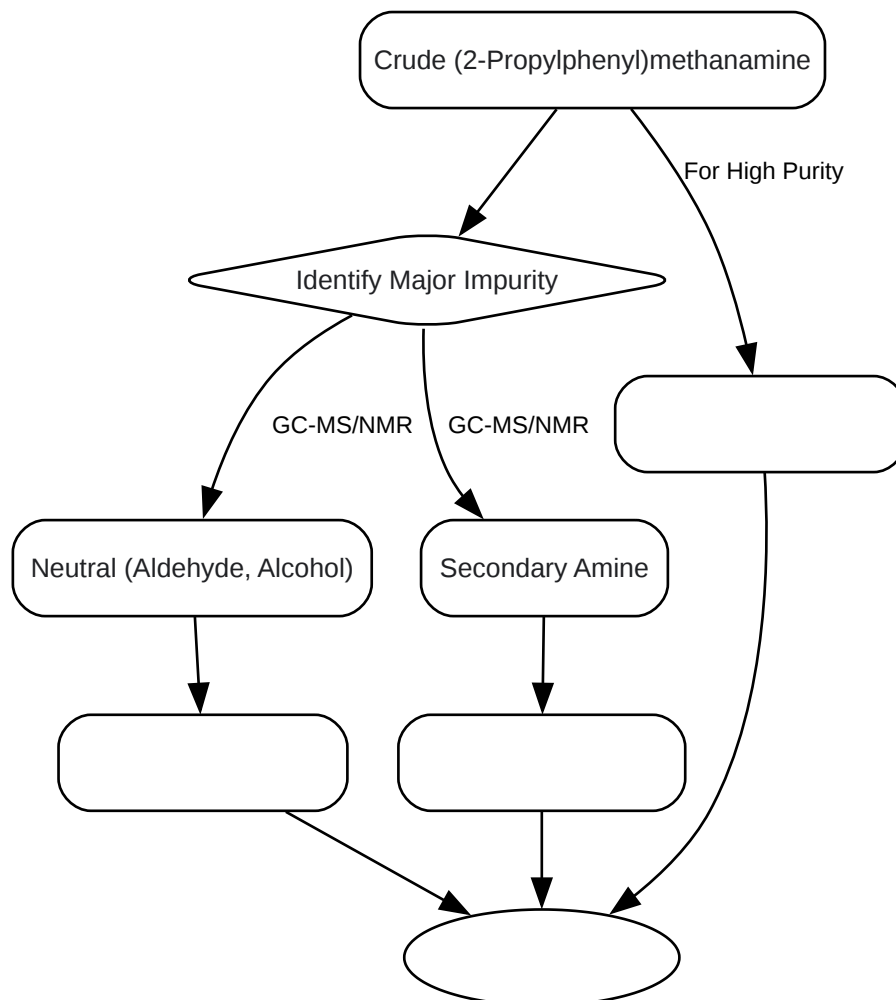 Crude (2-Propylphenyl)methanamine
For High Purity
Identify Major Impurity
GC-MS/NMR
GC-MS/NMR
Neutral (Aldehyde, Alcohol)
Secondary Amine